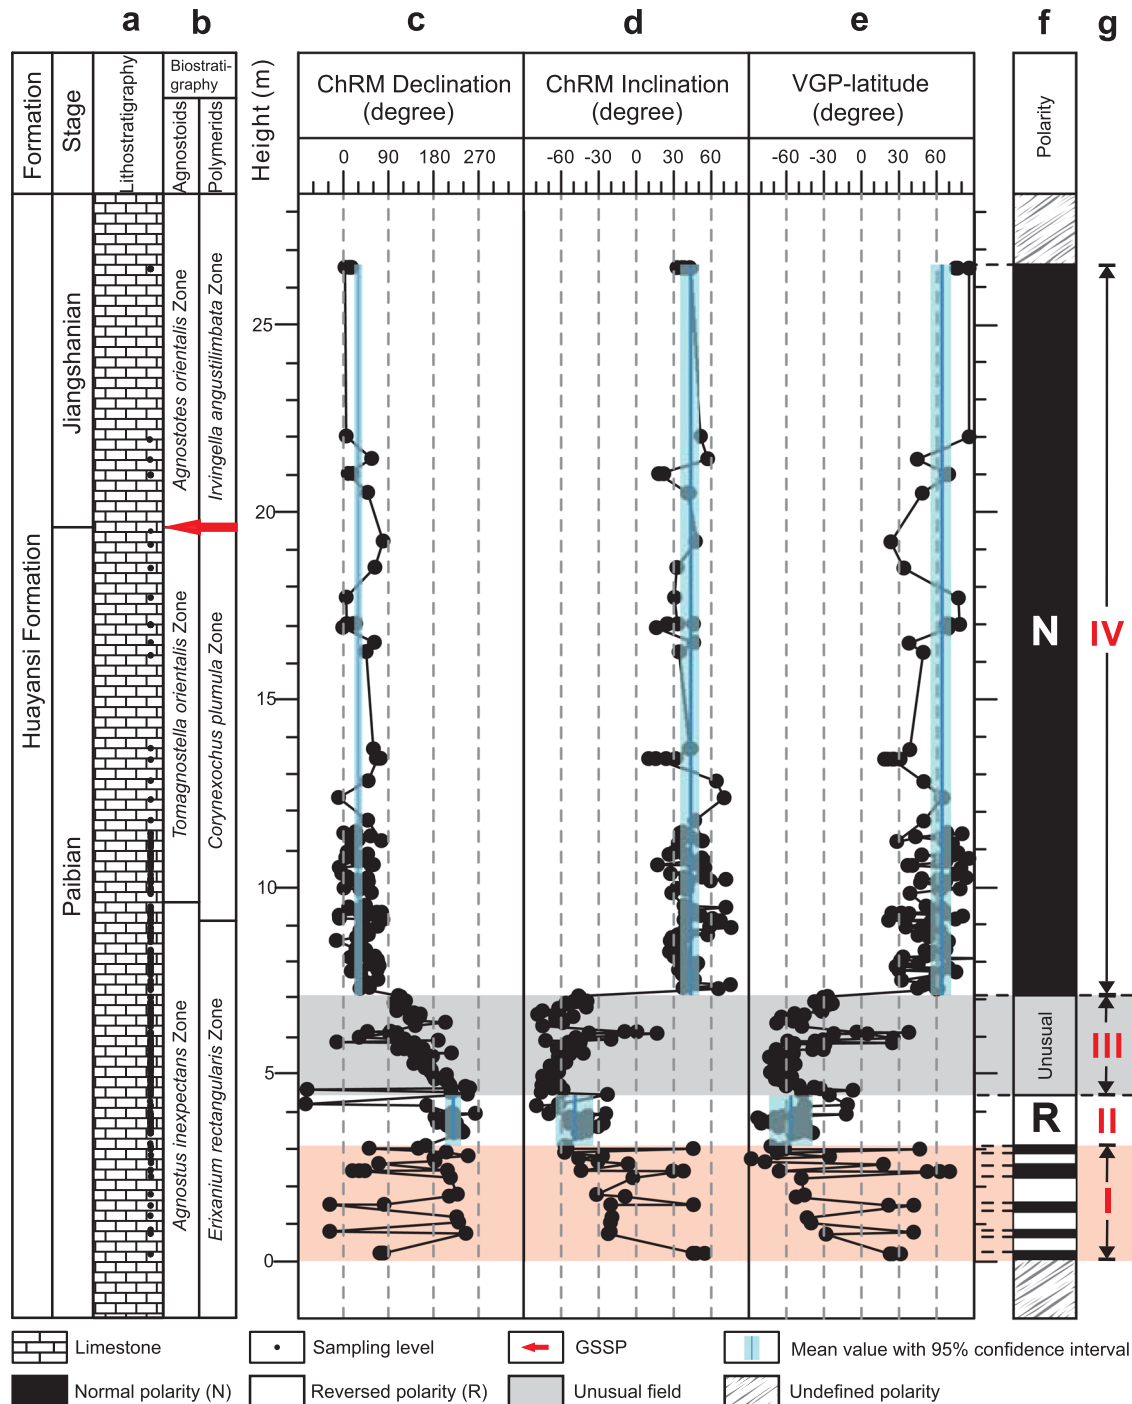 a b c d e f g
Formation
Stage
Lithostratigraphy
Biostrati-
graphy
Agnostoids
Polymerids
Height (m)
ChRM Declination
(degree)
ChRM Inclination
(degree)
VGP-latitude
(degree)
Polarity
0 90 180 270
-60 -30 0 30 60
-60 -30 0 30 60
Huayansi Formation
Jiangshanian
Paibian
Agnostotes orientalis Zone
Tomagnostella orientalis Zone
Agnostus inexpectans Zone
Irvingella angustilimbata Zone
Corynexochus plumula Zone
Erixanium rectangularis Zone
25
20
15
10
5
0
N
Unusual
R
IV
III
II
I
Limestone
Sampling level
GSSP
Mean value with 95% confidence interval
Normal polarity (N)
Reversed polarity (R)
Unusual field
Undefined polarity